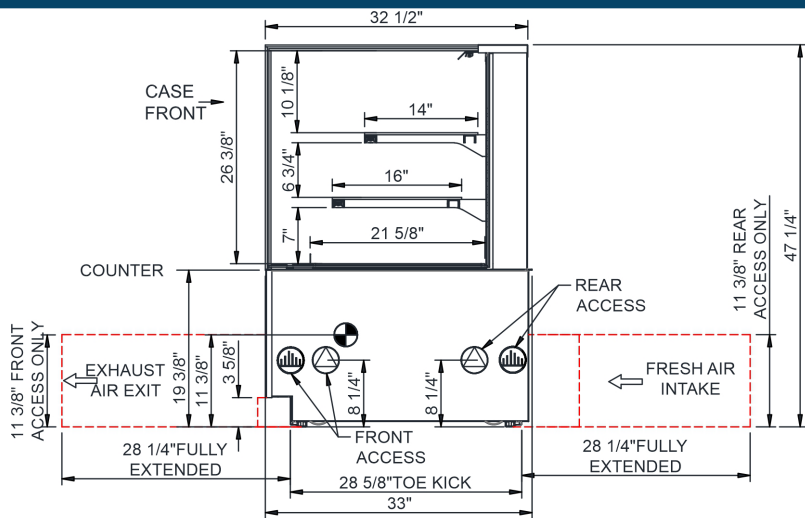 32 1/2"
CASE
FRONT
10 1/8"
14"
26 3/8"
6 3/4"
16"
7"
21 5/8"
47 1/4"
COUNTER
11 3/8" REAR
ACCESS ONLY
REAR
ACCESS
11 3/8" FRONT
ACCESS ONLY
EXHAUST
AIR EXIT
19 3/8"
11 3/8"
3 5/8"
8 1/4"
8 1/4"
FRESH AIR
INTAKE
FRONT
ACCESS
28 1/4"FULLY
EXTENDED
28 1/4"FULLY
EXTENDED
28 5/8"TOE KICK
33"